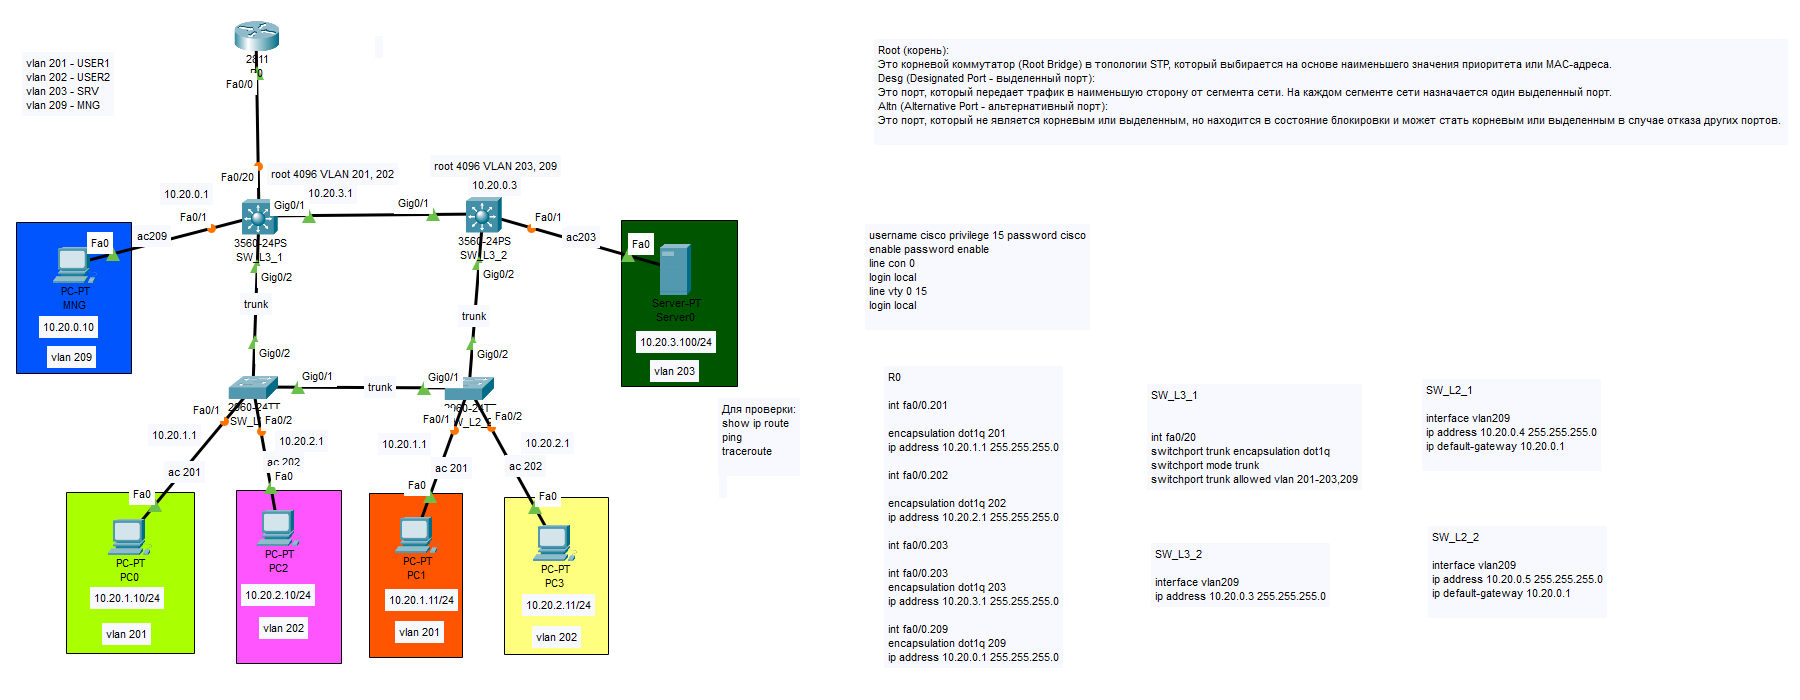 vlan 201 - USER1
vlan 202 - USER2
vlan 203 - SRV
vlan 209 - MNG
2811
Fa0/0
Fa0/20
root 4096 VLAN 201, 202
root 4096 VLAN 203, 209
10.20.0.1
10.20.3.1
10.20.0.3
Fa0/1
Gig0/1
Gig0/1
Fa0/1
ac209
ac203
Fa0
Fa0
3560-24PS
SW_L3_1
3560-24PS
SW_L3_2
Gig0/2
Gig0/2
PC-PT
MNG
10.20.0.10
vlan 209
Server-PT
Server0
10.20.3.100/24
vlan 203
trunk
trunk
Gig0/2
Gig0/2
Gig0/1
trunk
Gig0/1
2960-24TT
Fa0/1
Fa0/2
Fa0/1
Fa0/2
10.20.1.1
10.20.2.1
10.20.1.1
10.20.2.1
ac 201
ac 202
ac 201
ac 202
Fa0
Fa0
Fa0
Fa0
PC-PT
PC0
10.20.1.10/24
vlan 201
PC-PT
PC2
10.20.2.10/24
vlan 202
PC-PT
PC1
10.20.1.11/24
vlan 201
PC-PT
PC3
10.20.2.11/24
vlan 202
Для проверки:
show ip route
ping
traceroute
Root (корень):
Это корневой коммутатор (Root Bridge) в топологии STP, который выбирается на основе наименьшего значения приоритета или MAC-адреса.
Desg (Designated Port - выделенный порт):
Это порт, который передает трафик в наименьшую сторону от сегмента сети. На каждом сегменте сети назначается один выделенный порт.
Altn (Alternative Port - альтернативный порт):
Это порт, который не является корневым или выделенным, но находится в состояние блокировки и может стать корневым или выделенным в случае отказа других портов.
username cisco privilege 15 password cisco
enable password enable
line con 0
login local
line vty 0 15
login local
R0
int fa0/0.201
encapsulation dot1q 201
ip address 10.20.1.1 255.255.255.0
int fa0/0.202
encapsulation dot1q 202
ip address 10.20.2.1 255.255.255.0
int fa0/0.203
int fa0/0.203
encapsulation dot1q 203
ip address 10.20.3.1 255.255.255.0
int fa0/0.209
encapsulation dot1q 209
ip address 10.20.0.1 255.255.255.0
SW_L3_1
int fa0/20
switchport trunk encapsulation dot1q
switchport mode trunk
switchport trunk allowed vlan 201-203,209
SW_L3_2
interface vlan209
ip address 10.20.0.3 255.255.255.0
SW_L2_1
interface vlan209
ip address 10.20.0.4 255.255.255.0
ip default-gateway 10.20.0.1
SW_L2_2
interface vlan209
ip address 10.20.0.5 255.255.255.0
ip default-gateway 10.20.0.1